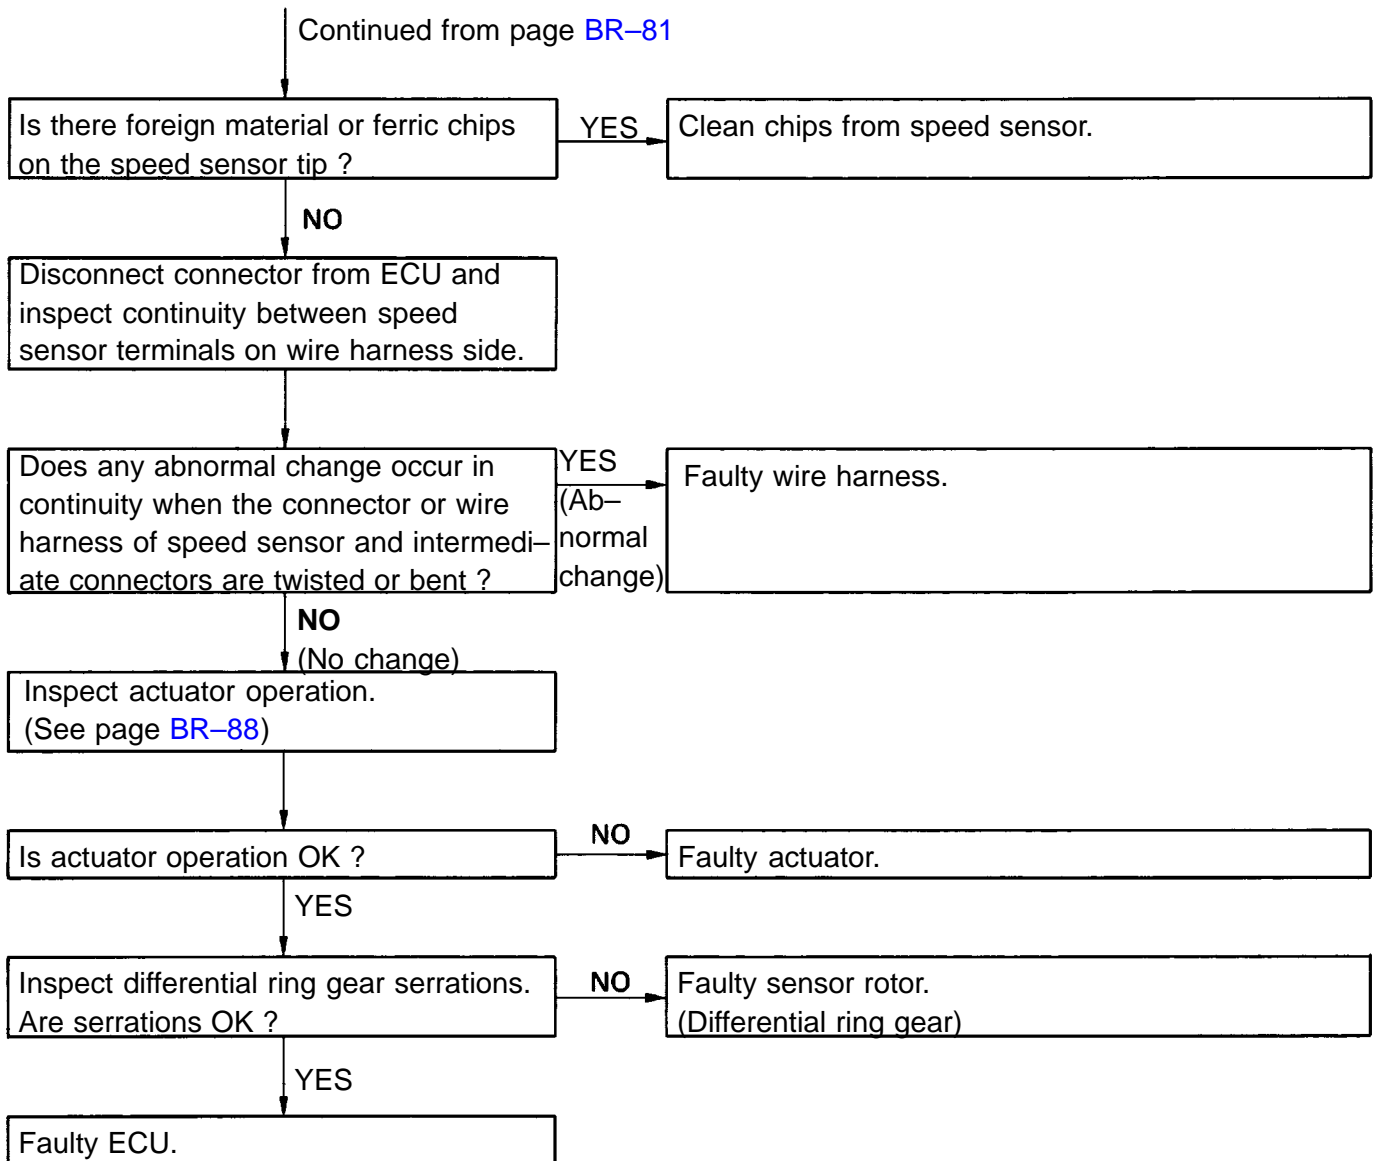 Continued from page BR–81
Is there foreign material or ferric chips
on the speed sensor tip ?
YES
Clean chips from speed sensor.
NO
Disconnect connector from ECU and
inspect continuity between speed
sensor terminals on wire harness side.
Does any abnormal change occur in
continuity when the connector or wire
harness of speed sensor and intermedi–
ate connectors are twisted or bent ?
YES
(Ab–
normal
change)
Faulty wire harness.
NO
(No change)
Inspect actuator operation.
(See page BR–88)
Is actuator operation OK ?
NO
Faulty actuator.
YES
Inspect differential ring gear serrations.
Are serrations OK ?
NO
Faulty sensor rotor.
(Differential ring gear)
YES
Faulty ECU.